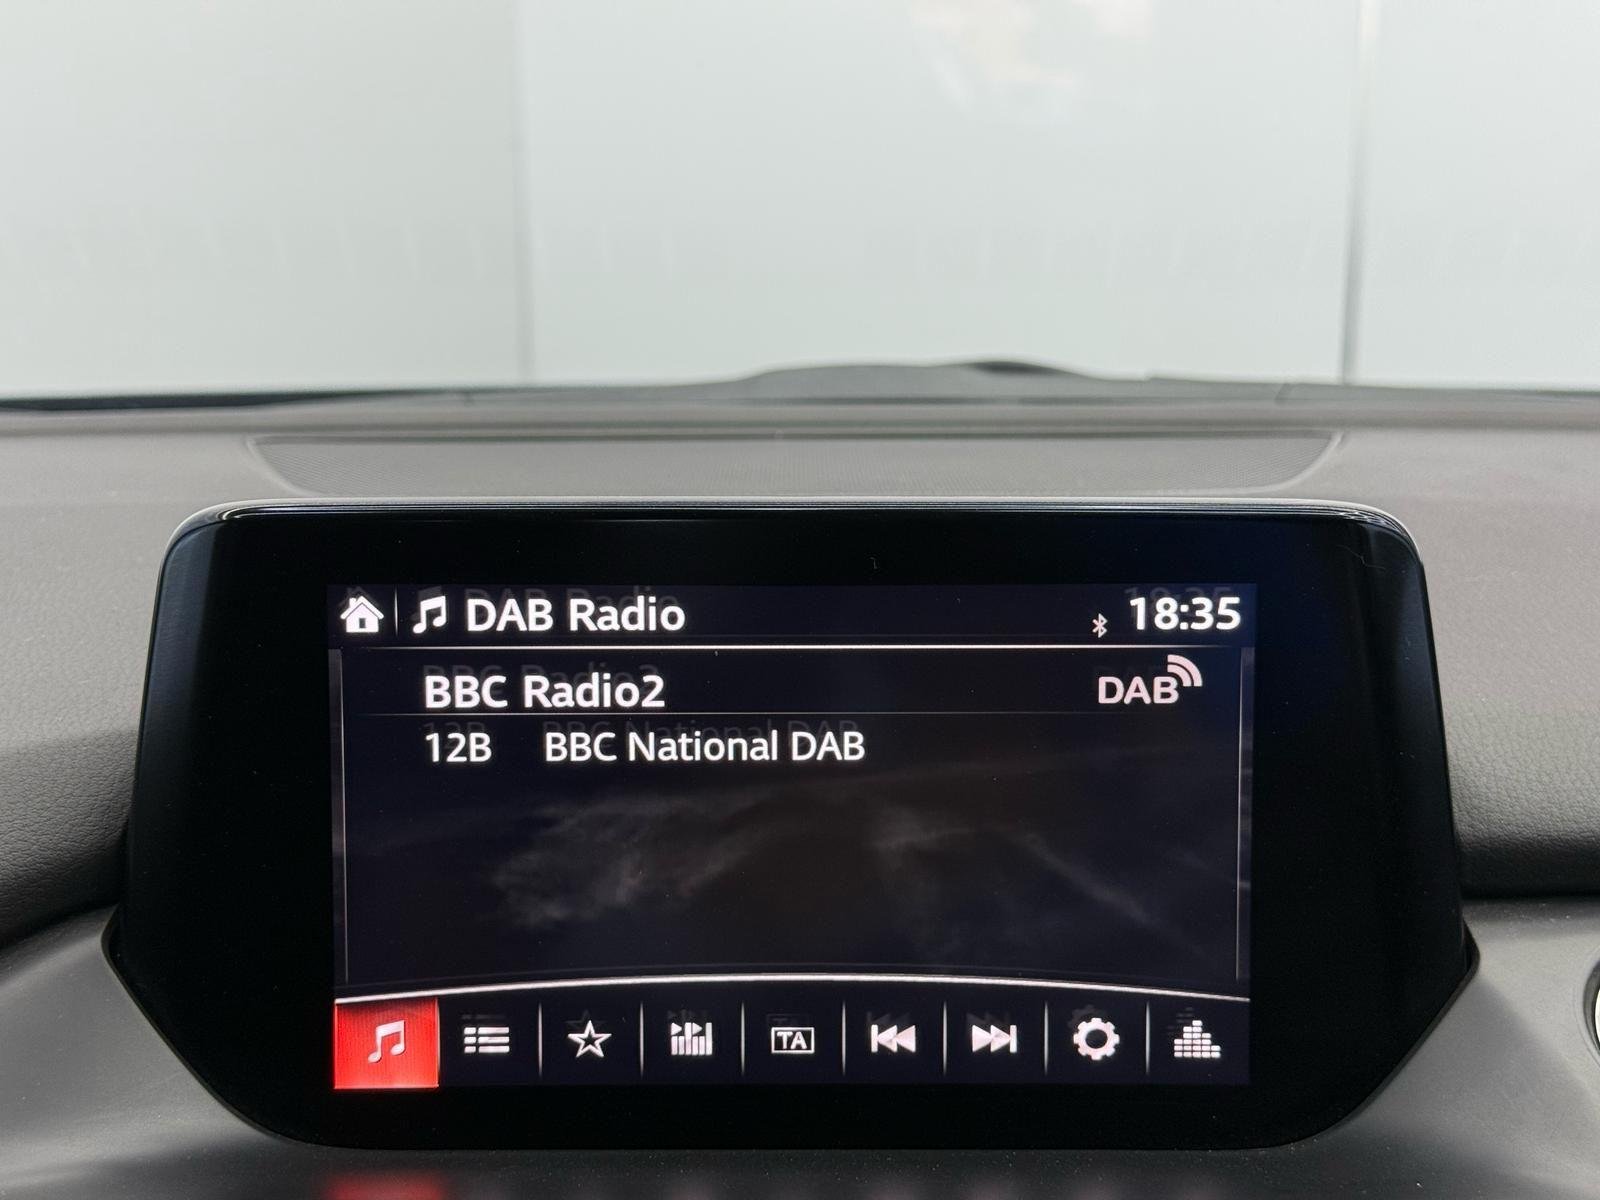 DAB Radio 18:35
BBC Radio2 DAB
12B BBC National DAB
TA